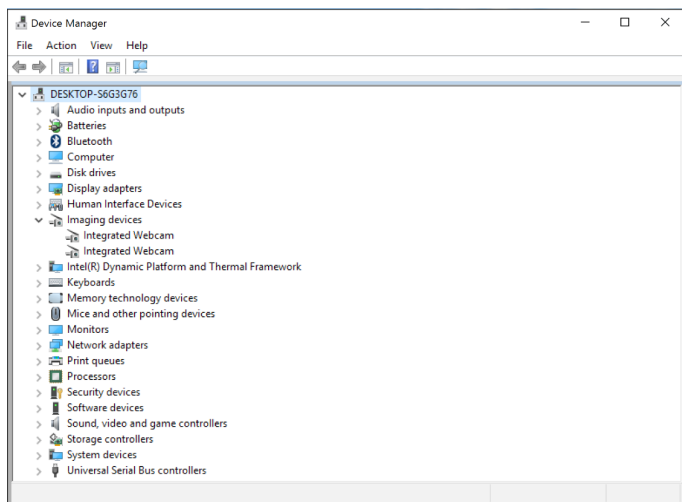 Device Manager
File Action View Help
DESKTOP-S6G3G76
Audio inputs and outputs
Batteries
Bluetooth
Computer
Disk drives
Display adapters
Human Interface Devices
Imaging devices
Integrated Webcam
Integrated Webcam
Intel(R) Dynamic Platform and Thermal Framework
Keyboards
Memory technology devices
Mice and other pointing devices
Monitors
Network adapters
Print queues
Processors
Security devices
Software devices
Sound, video and game controllers
Storage controllers
System devices
Universal Serial Bus controllers